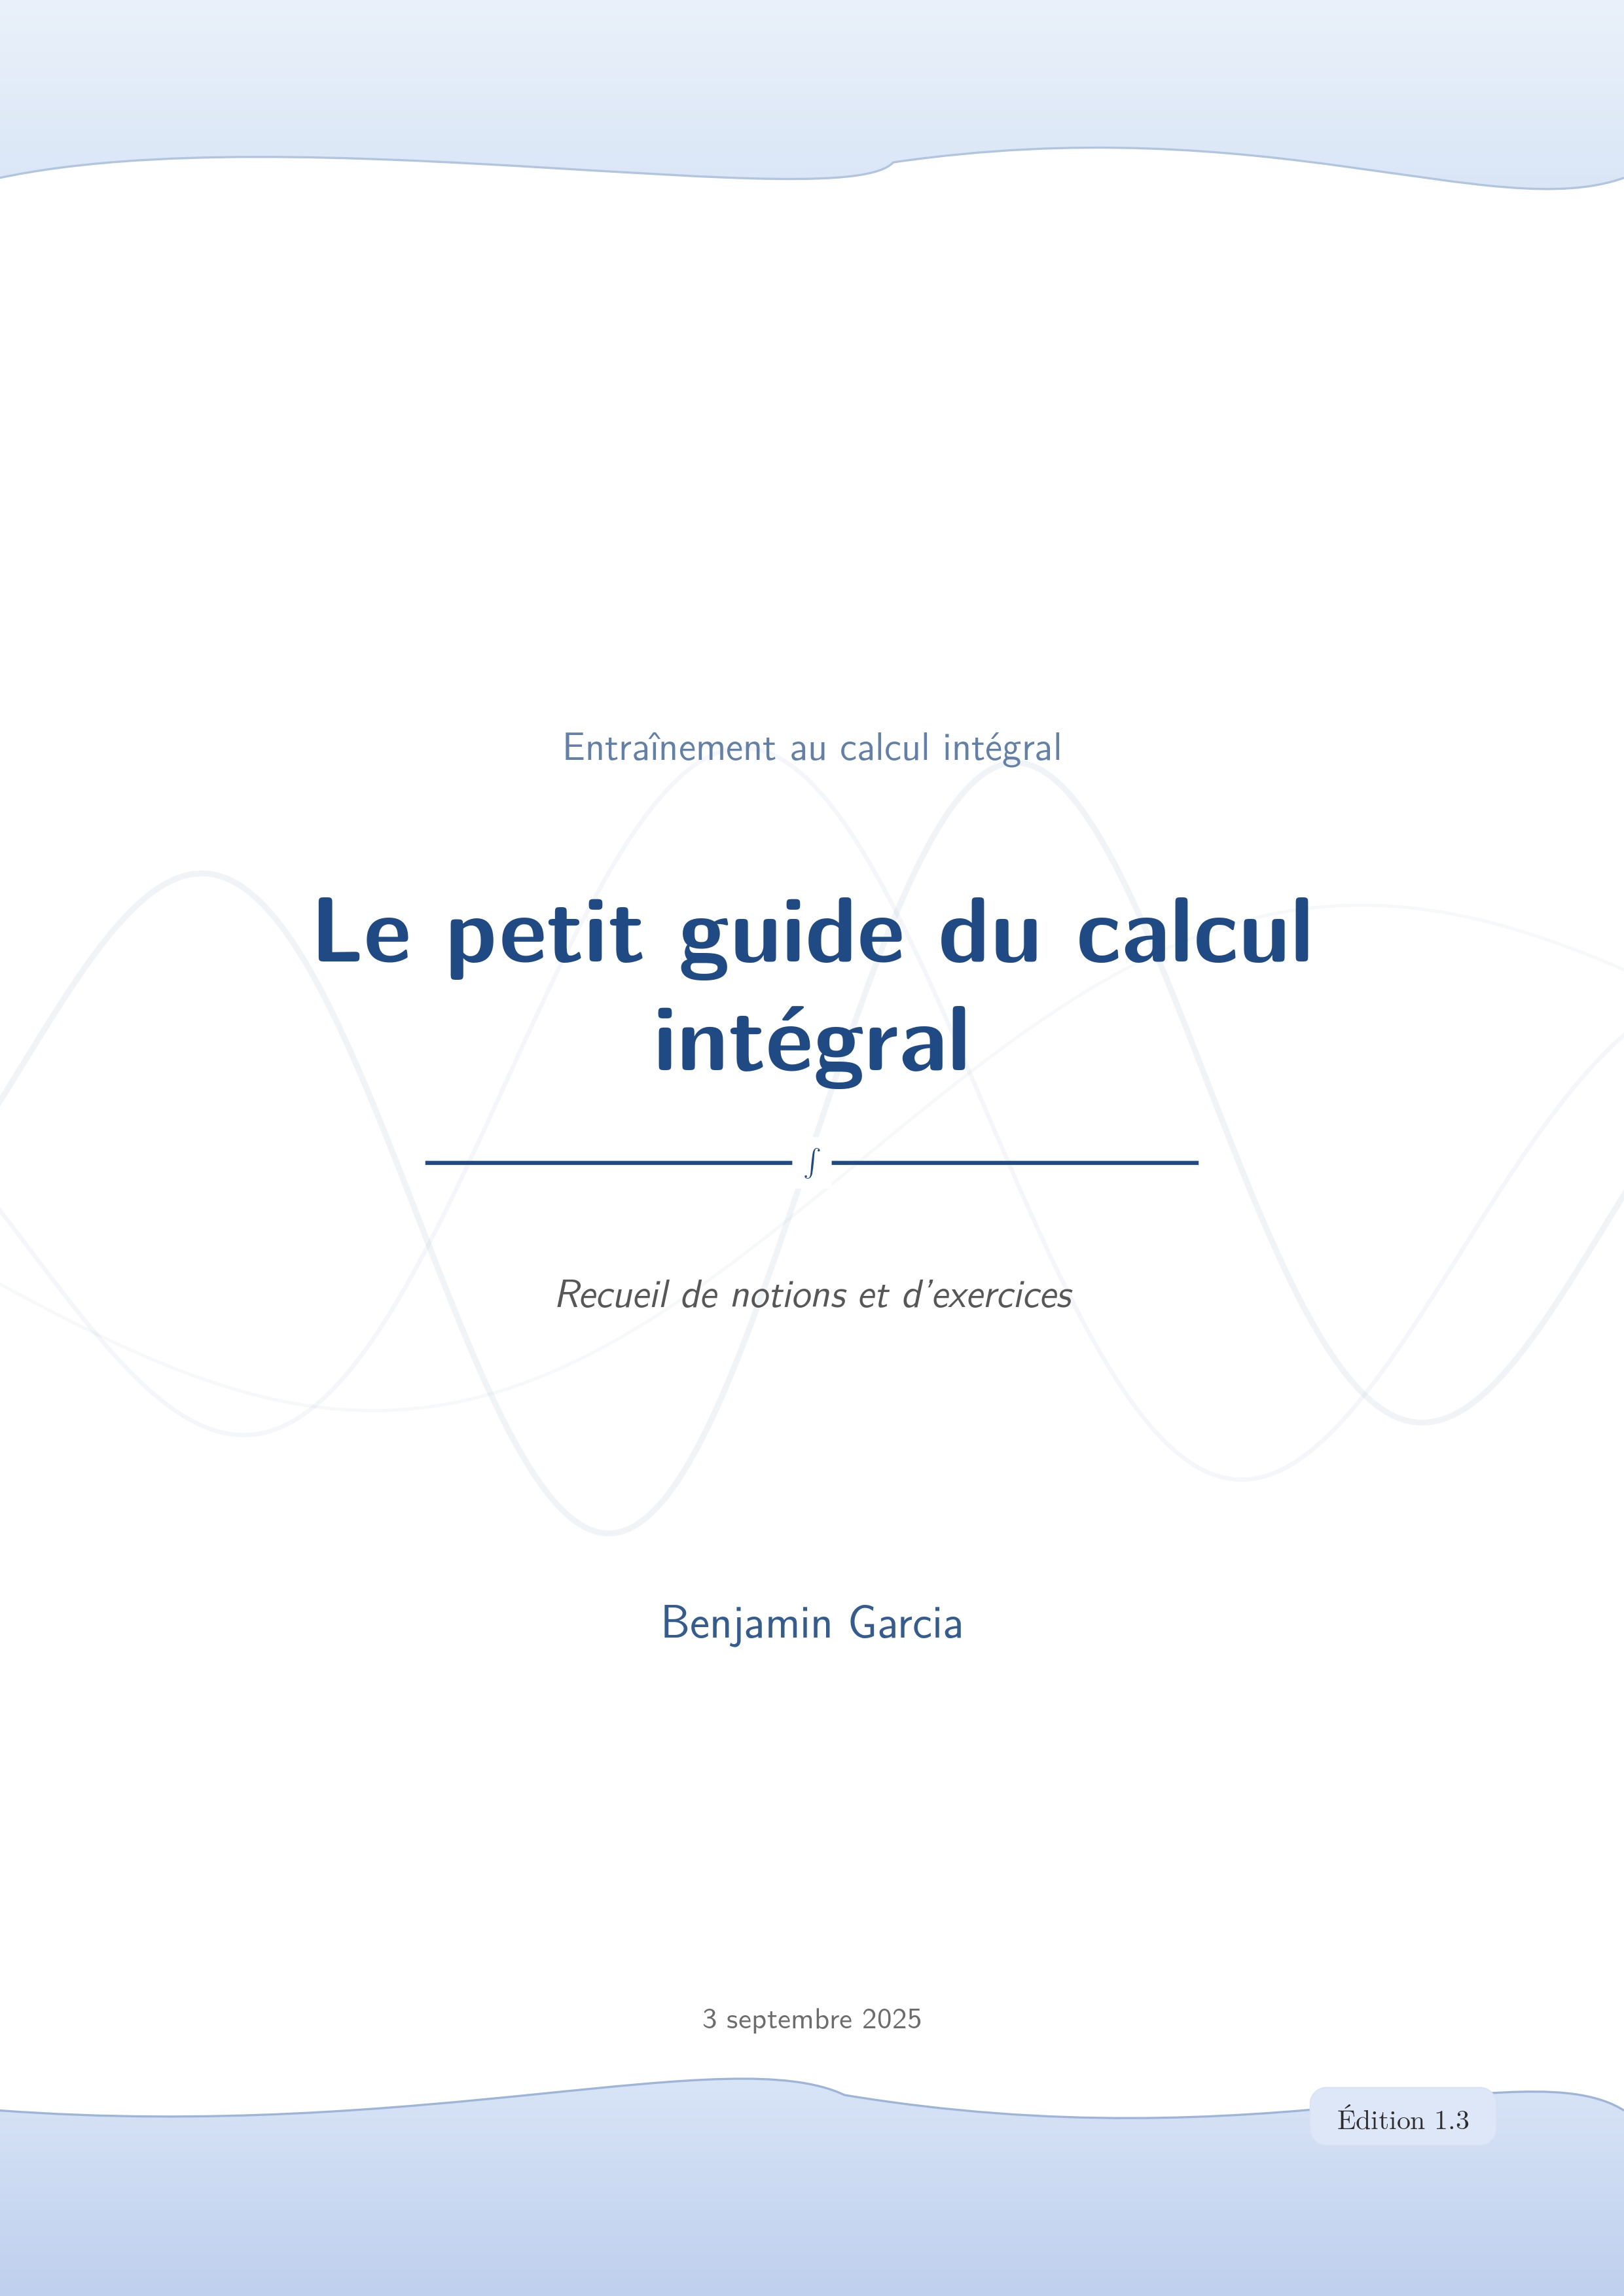 Entraînement au calcul intégral
Le petit guide du calcul
intégral
∫
Recueil de notions et d'exercices
Benjamin Garcia
3 septembre 2025
Édition 1.3